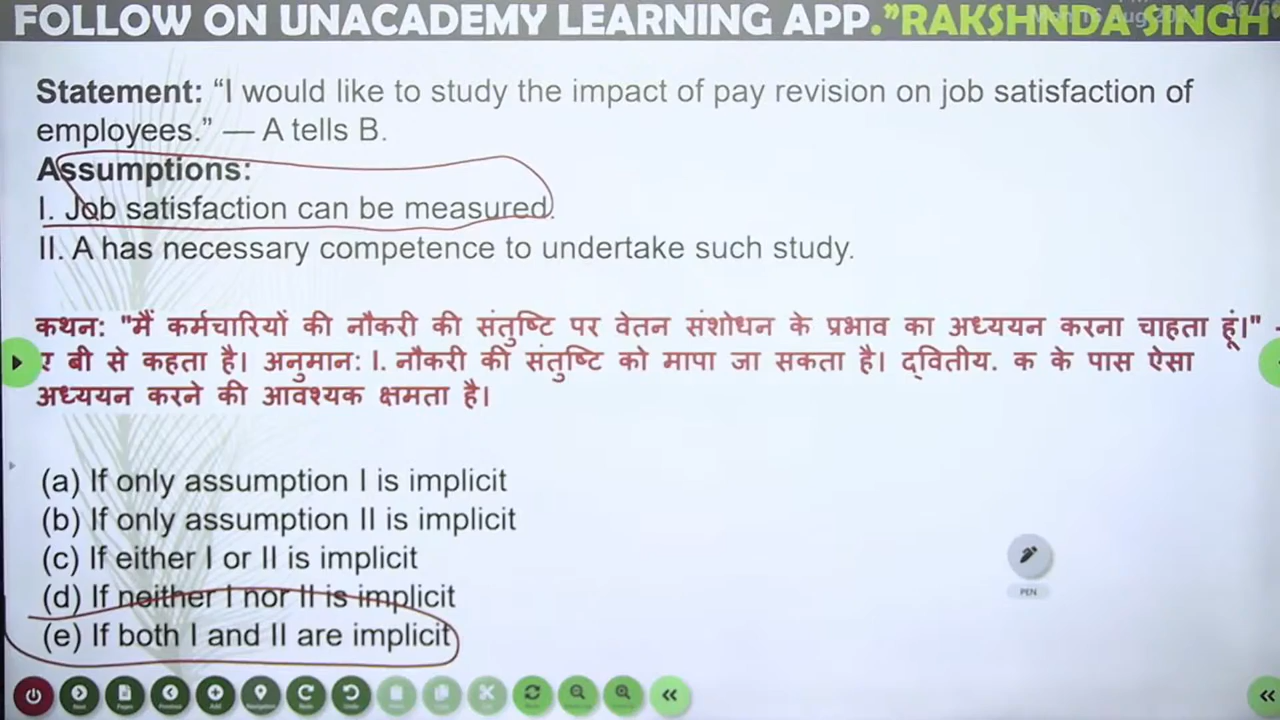 FOLLOW ON UNACADEMY LEARNING APP."RAKSHNDA SINGH
Statement: “I would like to study the impact of pay revision on job satisfaction of
employees.” — A tells B.
Assumptions:
I. Job satisfaction can be measured.
II. A has necessary competence to undertake such study.
कथन: "मैं कर्मचारियों की नौकरी की संतुष्टि पर वेतन संशोधन के प्रभाव का अध्ययन करना चाहता हूं।" -
ए बी से कहता है। अनुमान: I. नौकरी की संतुष्टि को मापा जा सकता है। द्वितीय. क के पास ऐसा
अध्ययन करने की आवश्यक क्षमता है।
(a) If only assumption I is implicit
(b) If only assumption II is implicit
(c) If either I or II is implicit
(d) If neither I nor II is implicit
(e) If both I and II are implicit
PEN